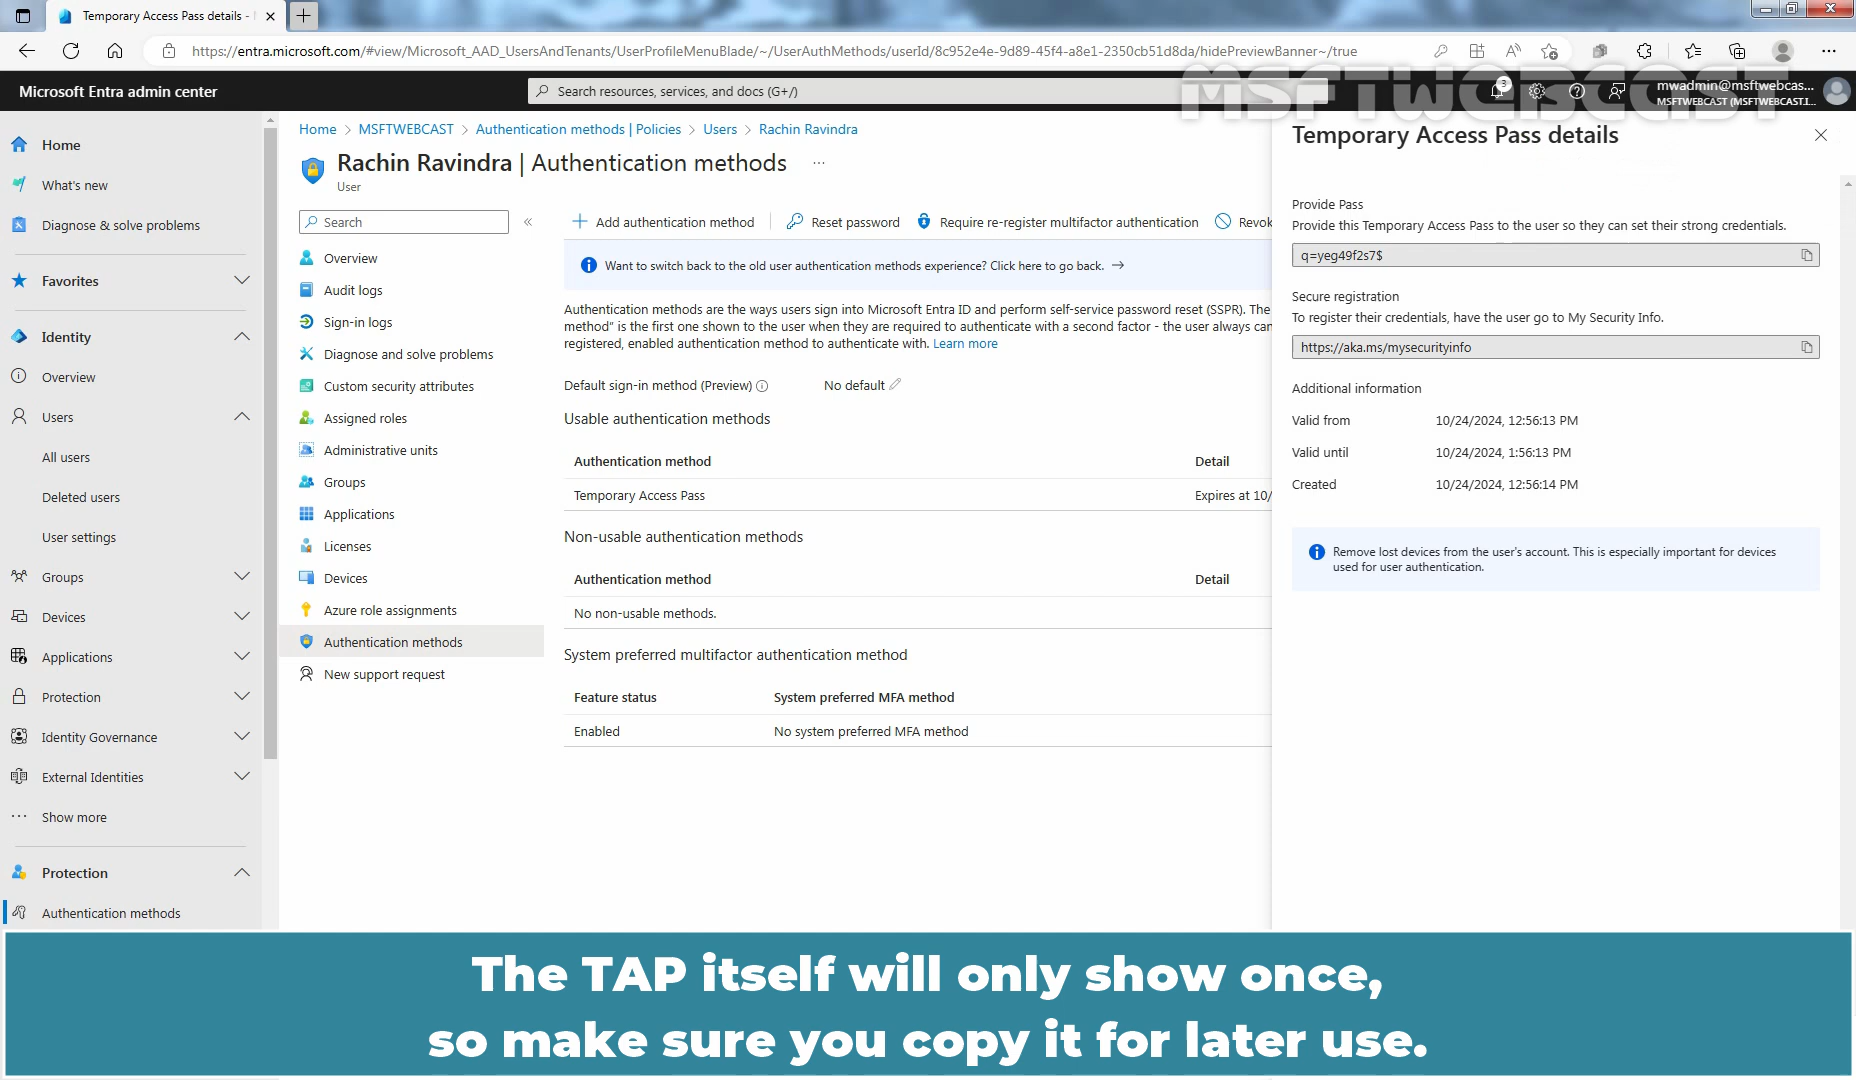 Temporary Access Pass details -
https://entra.microsoft.com/#view/Microsoft_AAD_UsersAndTenants/UserProfileMenuBlade/~/UserAuthMethods/userId/8c952e4e-9d89-45f4-a8e1-2350cb51d8da/hidePreviewBanner~/true
Microsoft Entra admin center
Search resources, services, and docs (G+/)
3
mwadmin@msftwebcas...
MSFTWEBCAST (MSFTWEBCAST.I...
MSFTWEBCAST
Home
What's new
Diagnose & solve problems
Favorites
Identity
Overview
Users
All users
Deleted users
User settings
Groups
Devices
Applications
Protection
Identity Governance
External Identities
Show more
Protection
Authentication methods
Home > MSFTWEBCAST > Authentication methods | Policies > Users > Rachin Ravindra
Rachin Ravindra | Authentication methods ...
User
Search
Overview
Audit logs
Sign-in logs
Diagnose and solve problems
Custom security attributes
Assigned roles
Administrative units
Groups
Applications
Licenses
Devices
Azure role assignments
Authentication methods
New support request
Add authentication method | Reset password Require re-register multifactor authentication Revok
Want to switch back to the old user authentication methods experience? Click here to go back. →
Authentication methods are the ways users sign into Microsoft Entra ID and perform self-service password reset (SSPR). The
method" is the first one shown to the user when they are required to authenticate with a second factor - the user always can
registered, enabled authentication method to authenticate with. Learn more
Default sign-in method (Preview) No default
Usable authentication methods
Authentication method Detail
Temporary Access Pass Expires at 10/
Non-usable authentication methods
Authentication method Detail
No non-usable methods.
System preferred multifactor authentication method
Feature status System preferred MFA method
Enabled No system preferred MFA method
Temporary Access Pass details
Provide Pass
Provide this Temporary Access Pass to the user so they can set their strong credentials.
q=yeg49f2s7$
Secure registration
To register their credentials, have the user go to My Security Info.
https://aka.ms/mysecurityinfo
Additional information
Valid from 10/24/2024, 12:56:13 PM
Valid until 10/24/2024, 1:56:13 PM
Created 10/24/2024, 12:56:14 PM
Remove lost devices from the user's account. This is especially important for devices
used for user authentication.
The TAP itself will only show once,
so make sure you copy it for later use.